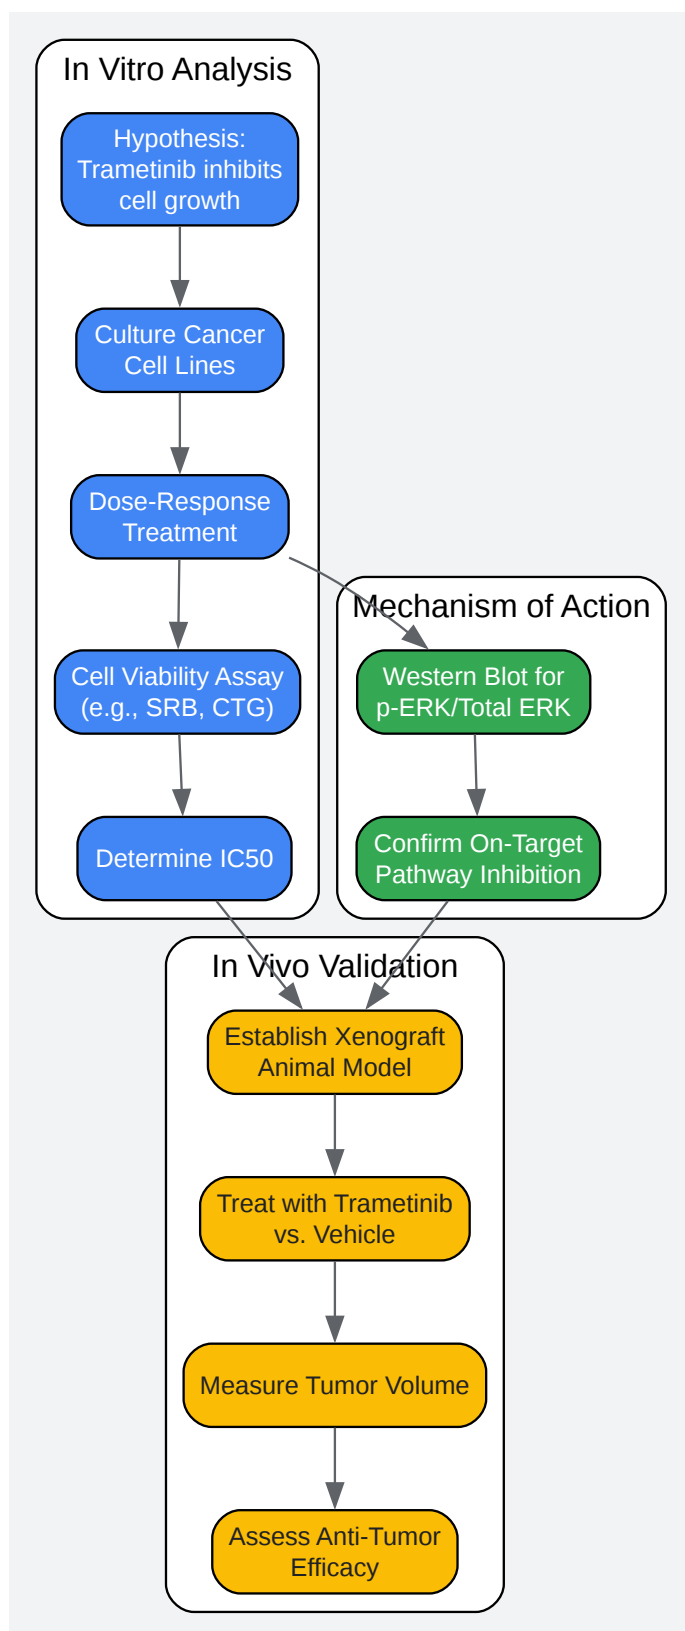 In Vitro Analysis
Hypothesis:
Trametinib inhibits
cell growth
Culture Cancer
Cell Lines
Dose-Response
Treatment
Cell Viability Assay
(e.g., SRB, CTG)
Determine IC50
Mechanism of Action
Western Blot for
p-ERK/Total ERK
Confirm On-Target
Pathway Inhibition
In Vivo Validation
Establish Xenograft
Animal Model
Treat with Trametinib
vs. Vehicle
Measure Tumor Volume
Assess Anti-Tumor
Efficacy